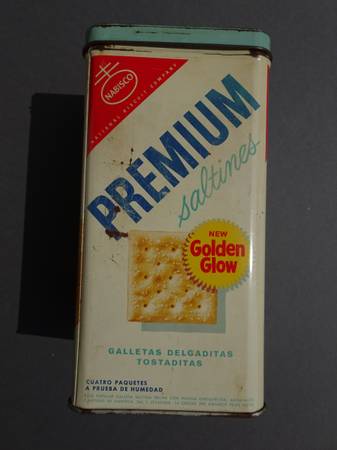 NABISCO
NATIONAL BISCUIT COMPANY
PREMIUM
saltines
NEW
Golden
Glow
GALLETAS DELGADITAS
TOSTADITAS
CUATRO PAQUETES
A PRUEBA DE HUMEDAD